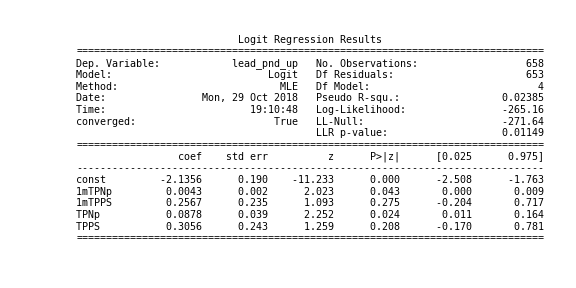 Logit Regression Results
==============================================================================
Dep. Variable:            lead_pnd_up   No. Observations:                  658
Model:                          Logit   Df Residuals:                      653
Method:                           MLE   Df Model:                            4
Date:                Mon, 29 Oct 2018   Pseudo R-squ.:                 0.02385
Time:                        19:10:48   Log-Likelihood:                -265.16
converged:                       True   LL-Null:                       -271.64
                                        LLR p-value:                   0.01149
==============================================================================
                 coef    std err          z      P>|z|      [0.025      0.975]
------------------------------------------------------------------------------
const         -2.1356      0.190    -11.233      0.000      -2.508      -1.763
1mTPNp         0.0043      0.002      2.023      0.043       0.000       0.009
1mTPPS         0.2567      0.235      1.093      0.275      -0.204       0.717
TPNp           0.0878      0.039      2.252      0.024       0.011       0.164
TPPS           0.3056      0.243      1.259      0.208      -0.170       0.781
==============================================================================